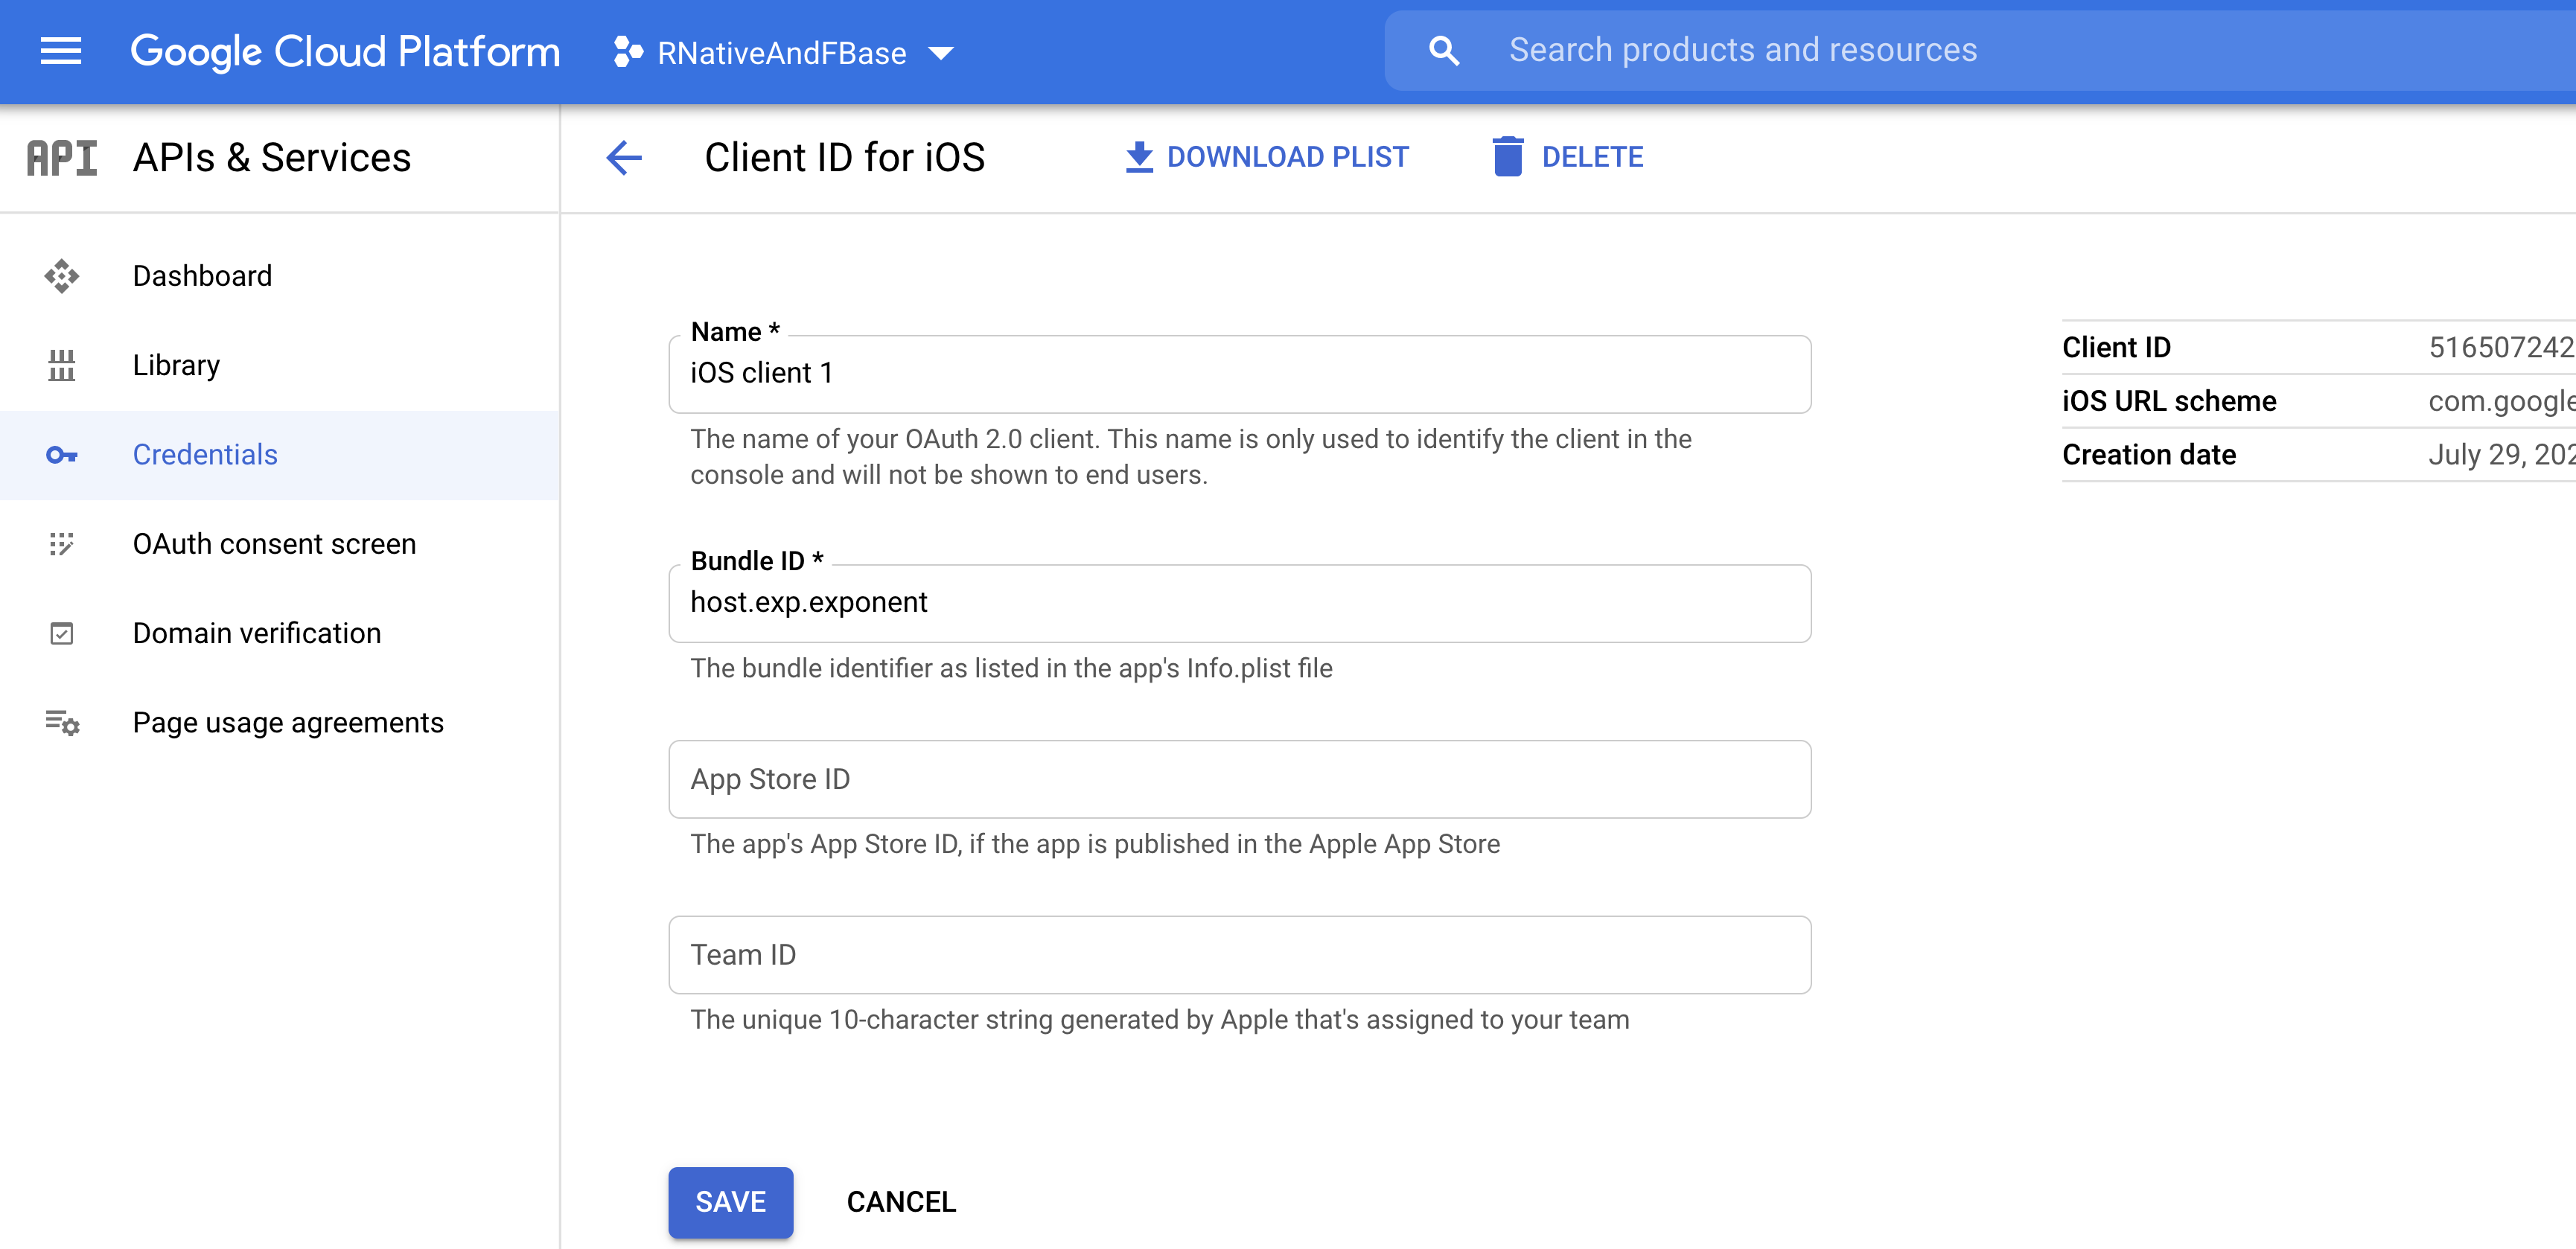 Google Cloud Platform
RNativeAndFBase
Search products and resources
API
APIs & Services
Client ID for iOS
DOWNLOAD PLIST
DELETE
Dashboard
Library
Credentials
OAuth consent screen
Domain verification
Page usage agreements
Name *
iOS client 1
The name of your OAuth 2.0 client. This name is only used to identify the client in the
console and will not be shown to end users.
Bundle ID *
host.exp.exponent
The bundle identifier as listed in the app's Info.plist file
App Store ID
The app's App Store ID, if the app is published in the Apple App Store
Team ID
The unique 10-character string generated by Apple that's assigned to your team
SAVE
CANCEL
Client ID 516507242
iOS URL scheme com.google
Creation date July 29, 202